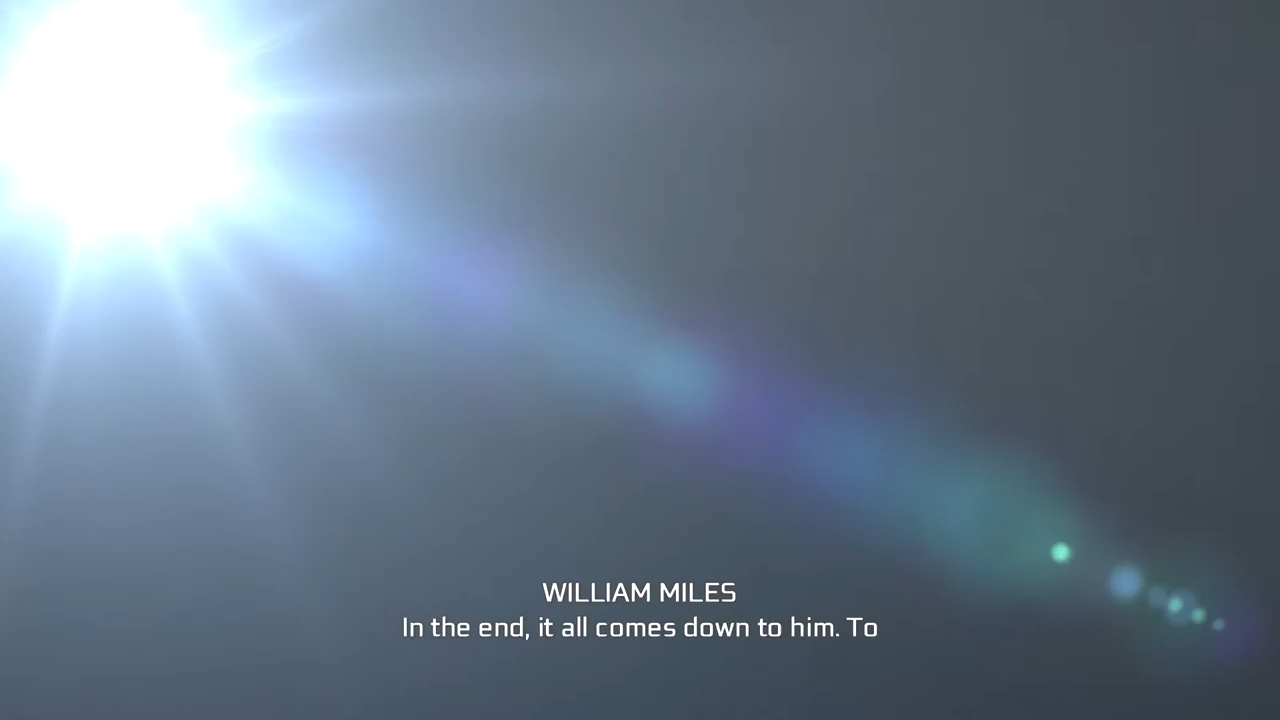 WILLIAM MILES
In the end, it all comes down to him. To